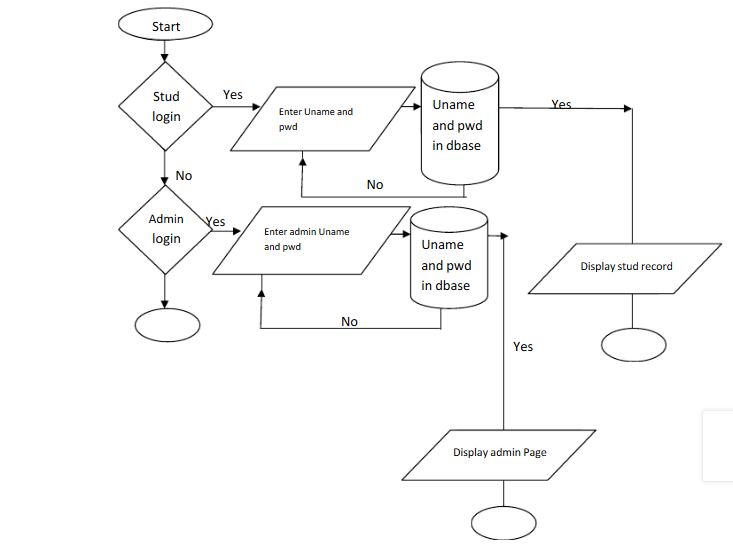 Start
Stud
login
Yes
Enter Uname and
pwd
Uname
and pwd
in dbase
Yes
No
No
Admin
login
Yes
Enter admin Uname
and pwd
Uname
and pwd
in dbase
Display stud record
No
Yes
Display admin Page